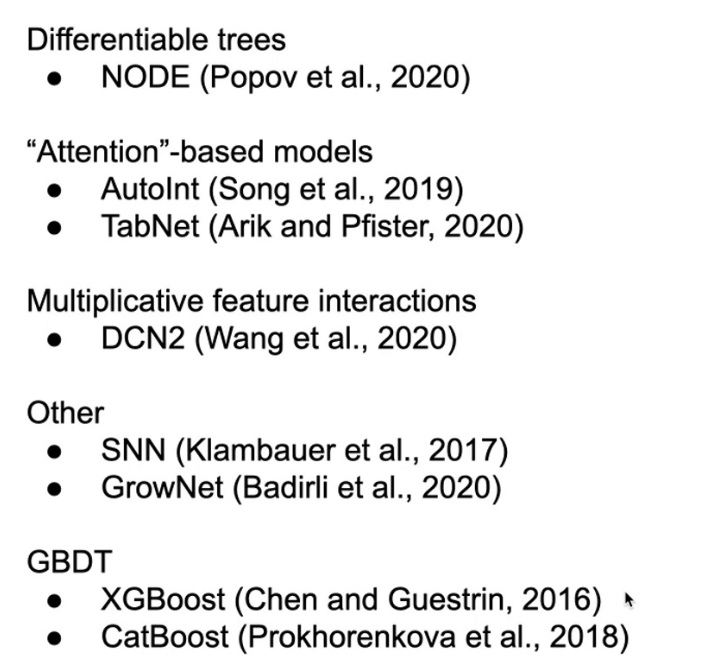 Differentiable trees
● NODE (Popov et al., 2020)
“Attention”-based models
● AutoInt (Song et al., 2019)
● TabNet (Arik and Pfister, 2020)
Multiplicative feature interactions
● DCN2 (Wang et al., 2020)
Other
● SNN (Klambauer et al., 2017)
● GrowNet (Badirli et al., 2020)
GBDT
● XGBoost (Chen and Guestrin, 2016)
● CatBoost (Prokhorenkova et al., 2018)